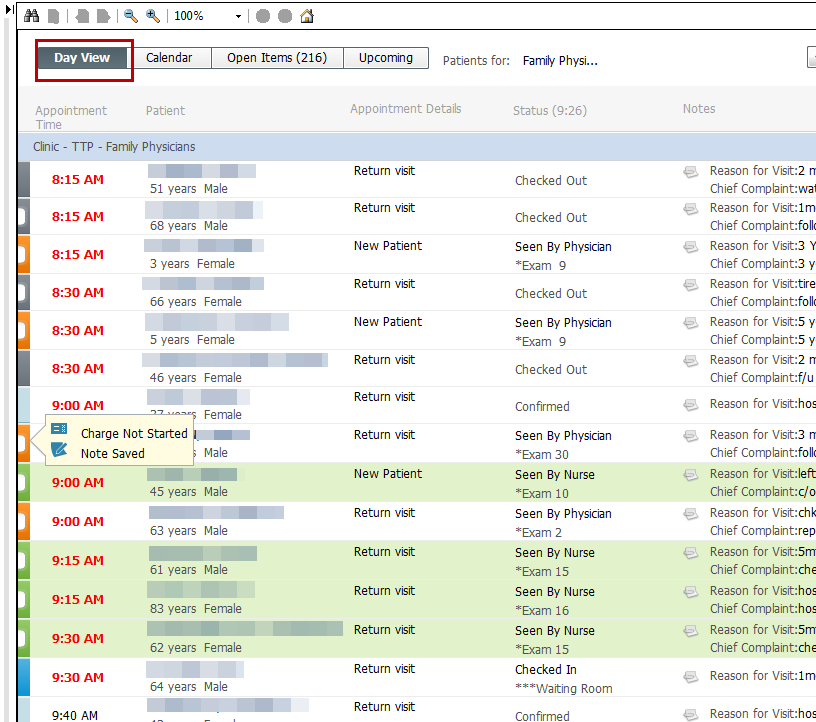 100%
Day View Calendar Open Items (216) Upcoming Patients for: Family Physi...
Appointment Time Patient Appointment Details Status (9:26) Notes
Clinic - TTP - Family Physicians
8:15 AM Return visit Checked Out Reason for Visit:2 m
51 years Male Chief Complaint:wat
8:15 AM Return visit Checked Out Reason for Visit:1m
68 years Male Chief Complaint:follo
8:15 AM New Patient Seen By Physician Reason for Visit:3 Y
3 years Female *Exam 9 Chief Complaint:3 y
8:30 AM Return visit Checked Out Reason for Visit:tire
66 years Female Chief Complaint:follo
8:30 AM New Patient Seen By Physician Reason for Visit:5 y
5 years Female *Exam 9 Chief Complaint:5 y
8:30 AM Return visit Checked Out Reason for Visit:2 m
46 years Female Chief Complaint:f/u
9:00 AM Return visit Confirmed Reason for Visit:hos
years Female
Charge Not Started Return visit Seen By Physician Reason for Visit:3 m
Note Saved Male *Exam 30 Chief Complaint:follo
9:00 AM New Patient Seen By Nurse Reason for Visit:left
45 years Male *Exam 10 Chief Complaint:c/o
9:00 AM Return visit Seen By Physician Reason for Visit:chk
63 years Male *Exam 2 Chief Complaint:rep
9:15 AM Return visit Seen By Nurse Reason for Visit:5m
61 years Male *Exam 15 Chief Complaint:che
9:15 AM Return visit Seen By Nurse Reason for Visit:hos
83 years Female *Exam 16 Chief Complaint:hos
9:30 AM Return visit Seen By Nurse Reason for Visit:5m
62 years Female *Exam 15 Chief Complaint:che
9:30 AM Return visit Checked In Reason for Visit:1m
64 years Male ***Waiting Room
9:40 AM Return visit Confirmed Reason for Visit:hos